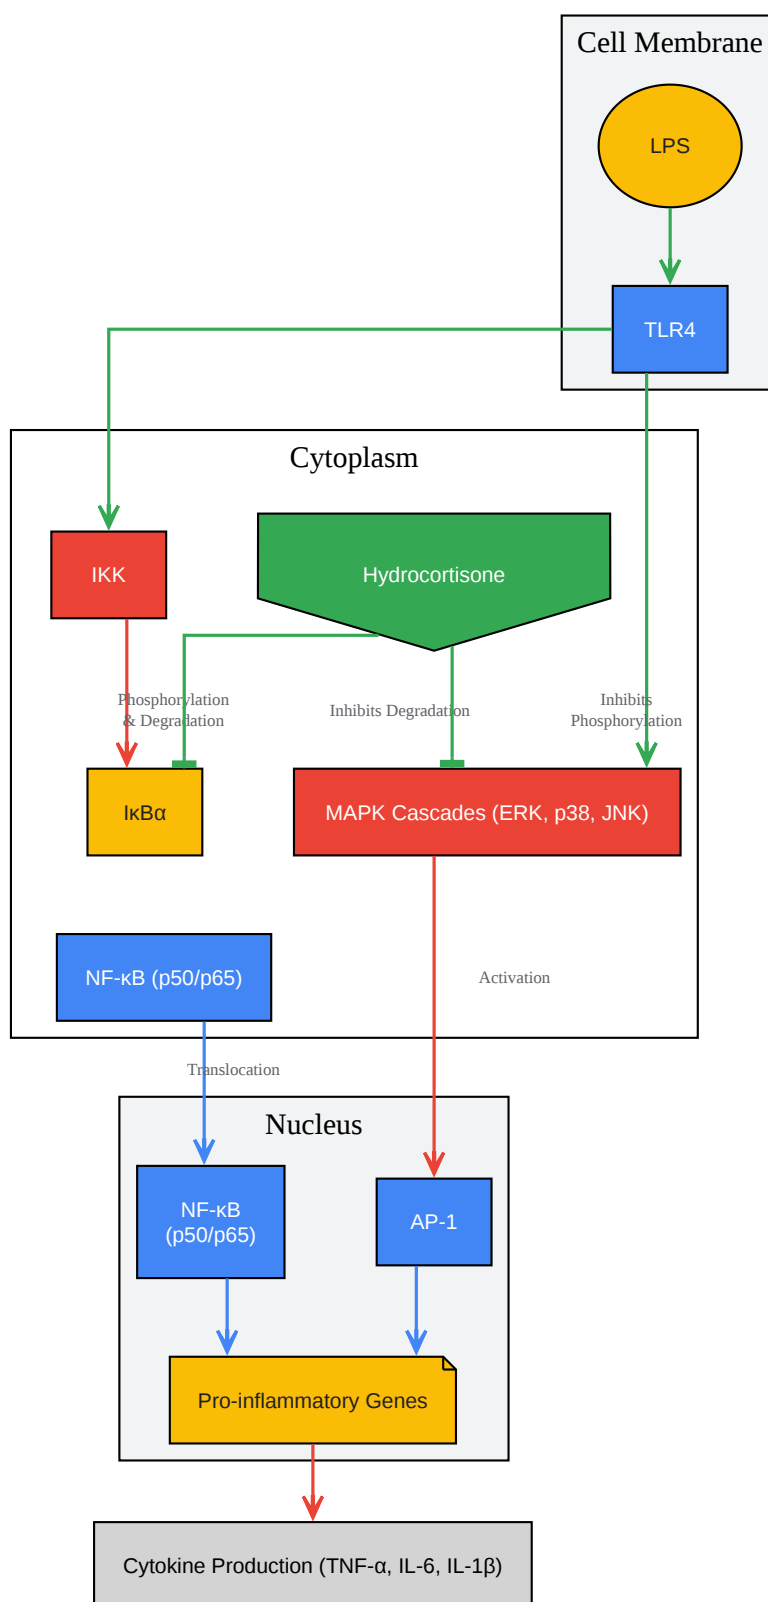 Cell Membrane
LPS
TLR4
Cytoplasm
IKK
Hydrocortisone
Phosphorylation
& Degradation
Inhibits Degradation
Inhibits
Phosphorylation
IκBα
MAPK Cascades (ERK, p38, JNK)
NF-κB (p50/p65)
Activation
Translocation
Nucleus
NF-κB
(p50/p65)
AP-1
Pro-inflammatory Genes
Cytokine Production (TNF-α, IL-6, IL-1β)